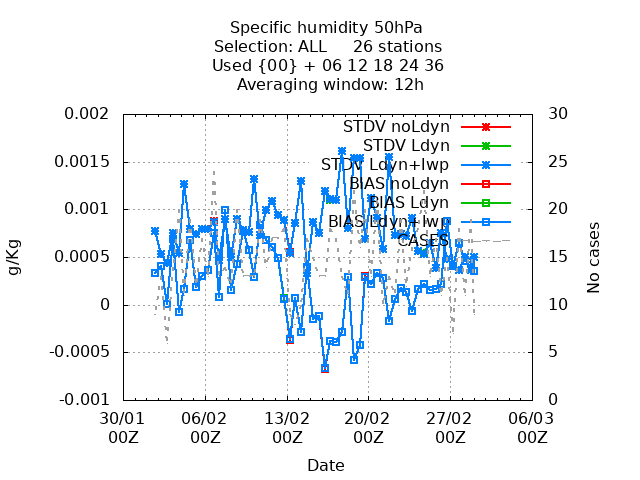 Specific humidity 50hPa
Selection: ALL     26 stations
Used {00} + 06 12 18 24 36
Averaging window: 12h
0.002
0.0015
0.001
0.0005
0
-0.0005
-0.001
30
25
20
15
10
5
0
g/Kg
No cases
STDV noLdyn
STDV Ldyn
STDV Ldyn+lwp
BIAS noLdyn
BIAS Ldyn
BIAS Ldyn+lwp
CASES
30/01 06/02 13/02 20/02 27/02 06/03
00Z 00Z 00Z 00Z 00Z 00Z
Date